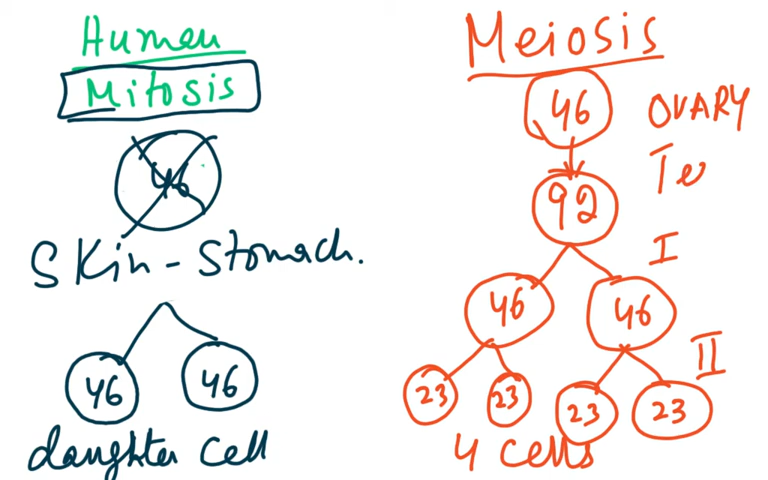 Human
Mitosis
46
Skin - Stomach.
46 46
daughter cell
Meiosis
46
OVARY
Te
92
I
46 46
II
23 23 23 23
4 cells